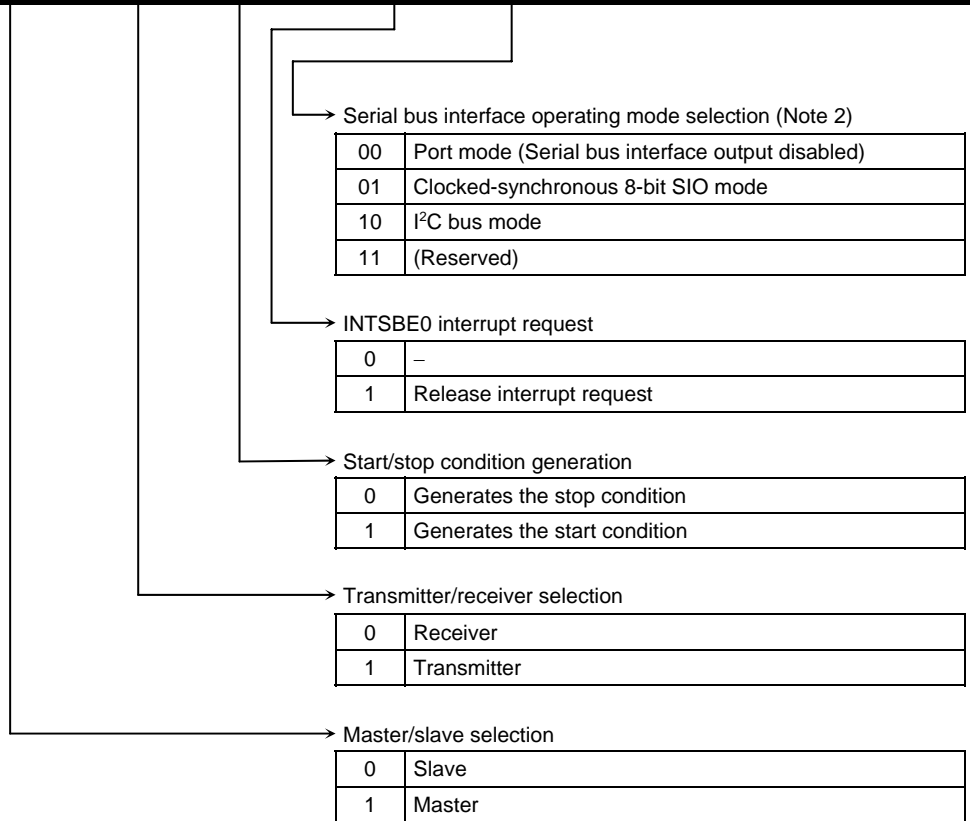 Serial bus interface operating mode selection (Note 2)
00 Port mode (Serial bus interface output disabled)
01 Clocked-synchronous 8-bit SIO mode
10 I²C bus mode
11 (Reserved)
INTSBE0 interrupt request
0 –
1 Release interrupt request
Start/stop condition generation
0 Generates the stop condition
1 Generates the start condition
Transmitter/receiver selection
0 Receiver
1 Transmitter
Master/slave selection
0 Slave
1 Master